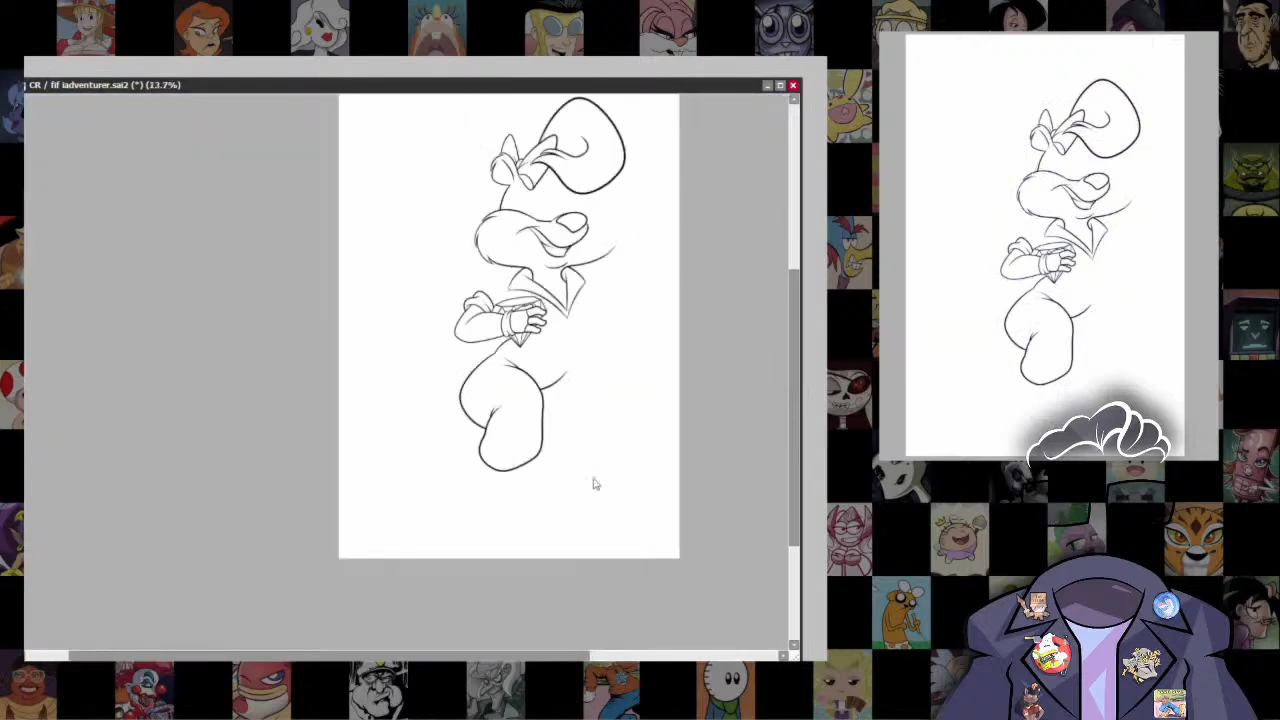 CR / fif iadventurer.sai2 (*) (13.7%)